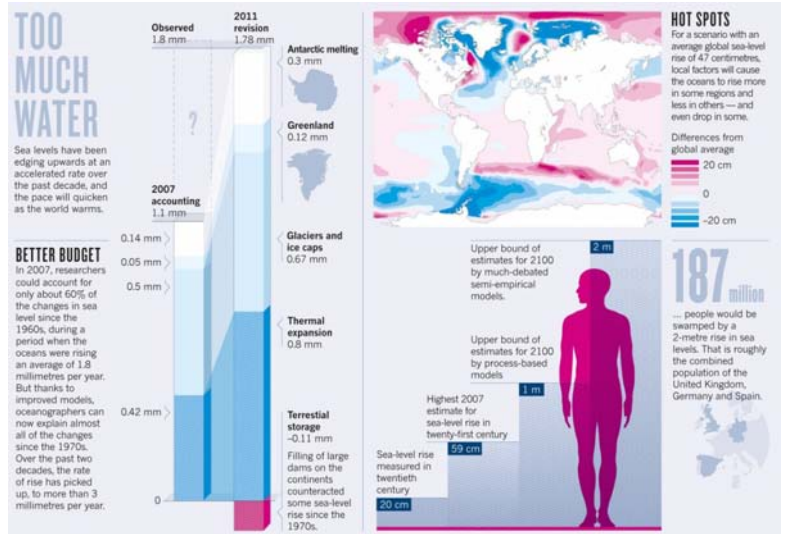 TOO
MUCH
WATER
Sea levels have been
edging upwards at an
accelerated rate over
the past decade, and
the pace will quicken
as the world warms.
BETTER BUDGET
In 2007, researchers
could account for
only about 60% of
the changes in sea
level since the
1960s, during a
period when the
oceans were rising
an average of 1.8
millimetres per year.
But thanks to
improved models,
oceanographers can
now explain almost
all of the changes
since the 1970s.
Over the past two
decades, the rate
of rise has picked
up, to more than 3
millimetres per year.
Observed
1.8 mm
2011
revision
1.78 mm
?
2007
accounting
1.1 mm
0.14 mm
0.05 mm
0.5 mm
0.42 mm
0
Antarctic melting
0.3 mm
Greenland
0.12 mm
Glaciers and
ice caps
0.67 mm
Thermal
expansion
0.8 mm
Terrestial
storage
–0.11 mm
Filling of large
dams on the
continents
counteracted
some sea-level
rise since the
1970s.
HOT SPOTS
For a scenario with an
average global sea-level
rise of 47 centimetres,
local factors will cause
the oceans to rise more
in some regions and
less in others — and
even drop in some.
Differences from
global average
20 cm
0
–20 cm
Upper bound of
estimates for 2100
by much-debated
semi-empirical
models.
2 m
Upper bound of
estimates for 2100
by process-based
models
1 m
Highest 2007
estimate for
sea-level rise in
twenty-first century
59 cm
Sea-level rise
measured in
twentieth
century
20 cm
187 million
... people would be
swamped by a
2-metre rise in sea
levels. That is roughly
the combined
population of the
United Kingdom,
Germany and Spain.